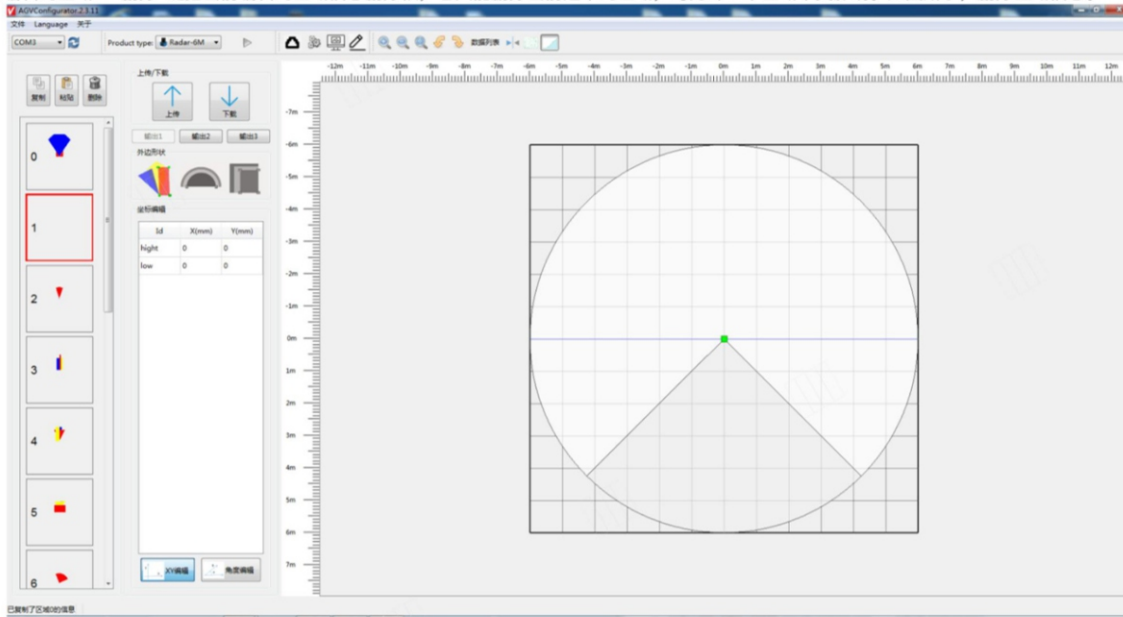 AGVConfigurator 2.3.11
文件 Language 关于
COM3 Product type: Radar-6M 数据列表
复制 粘贴 删除
上传/下载
上传 下载
输出1 输出2 输出3
外边形状
坐标编辑
Id X(mm) Y(mm)
hight 0 0
low 0 0
XY编辑 角度编辑
0
1
2
3
4
5
6
-12m -11m -10m -9m -8m -7m -6m -5m -4m -3m -2m -1m 0m 1m 2m 3m 4m 5m 6m 7m 8m 9m 10m 11m 12m
-7m
-6m
-5m
-4m
-3m
-2m
-1m
0m
1m
2m
3m
4m
5m
6m
7m
已复制了区域0的信息